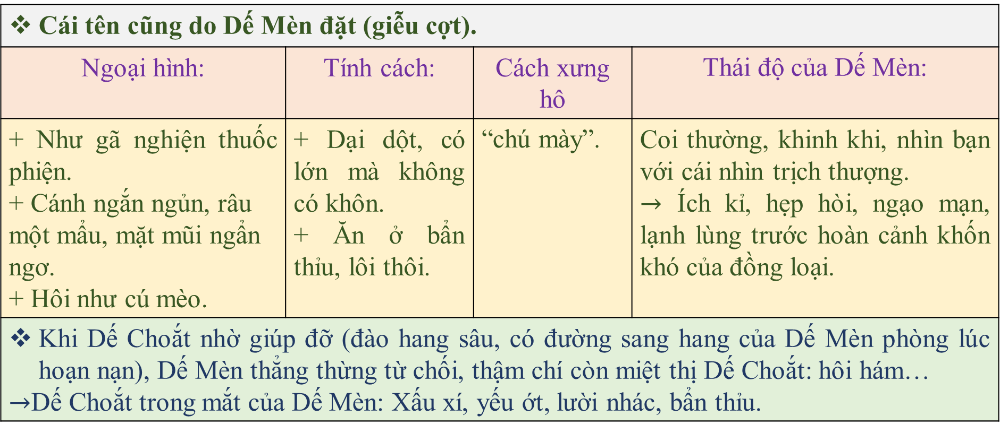 ❖ Cái tên cũng do Dế Mèn đặt (giễu cợt).
Ngoại hình:
Tính cách:
Cách xưng
hô
Thái độ của Dế Mèn:
+ Như gã nghiện thuốc
phiện.
+ Cánh ngắn ngủn, râu
một mẩu, mặt mũi ngẩn
ngơ.
+ Hôi như cú mèo.
+ Dại dột, có
lớn mà không
có khôn.
+ Ăn ở bẩn
thỉu, lôi thôi.
“chú mày”.
Coi thường, khinh khi, nhìn bạn
với cái nhìn trịch thượng.
→ Ích kỉ, hẹp hòi, ngạo mạn,
lạnh lùng trước hoàn cảnh khốn
khó của đồng loại.
❖ Khi Dế Choắt nhờ giúp đỡ (đào hang sâu, có đường sang hang của Dế Mèn phòng lúc
hoạn nạn), Dế Mèn thẳng thừng từ chối, thậm chí còn miệt thị Dế Choắt: hôi hám…
→Dế Choắt trong mắt của Dế Mèn: Xấu xí, yếu ớt, lười nhác, bẩn thỉu.